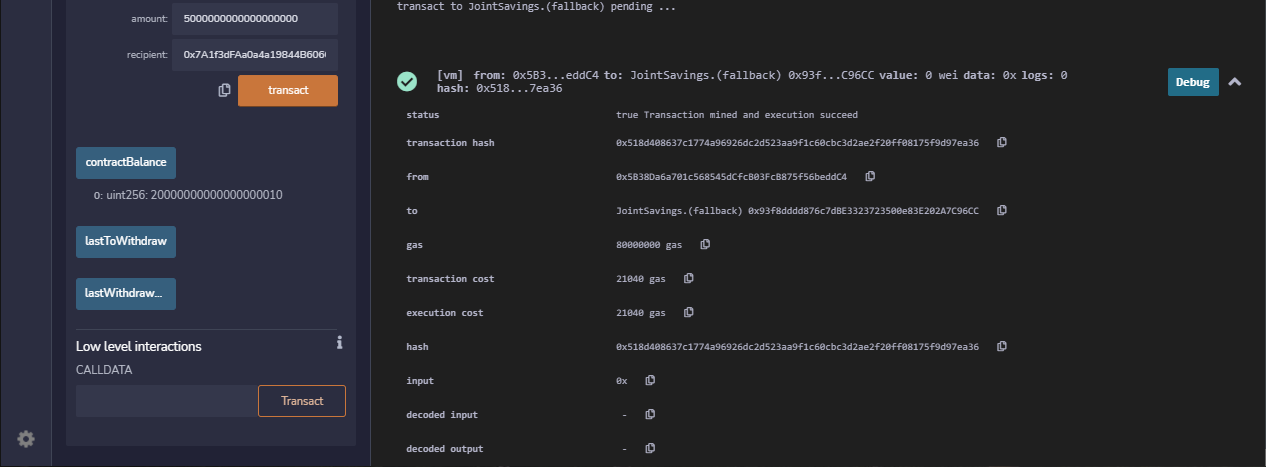 amount: 5000000000000000000
recipient: 0x7A1f3dFAa0a4a19844B606
transact
contractBalance
0: uint256: 20000000000000000010
lastToWithdraw
lastWithdraw...
Low level interactions
CALLDATA
Transact
transact to JointSavings.(fallback) pending ...
[vm] from: 0x5B3...eddC4 to: JointSavings.(fallback) 0x93f...C96CC value: 0 wei data: 0x logs: 0
hash: 0x518...7ea36
Debug
status true Transaction mined and execution succeed
transaction hash 0x518d408637c1774a96926dc2d523aa9f1c60cbc3d2ae2f20ff08175f9d97ea36
from 0x5B38Da6a701c568545dCfcB03FcB875f56beddC4
to JointSavings.(fallback) 0x93f8dddd876c7dBE3323723500e83E202A7C96CC
gas 80000000 gas
transaction cost 21040 gas
execution cost 21040 gas
hash 0x518d408637c1774a96926dc2d523aa9f1c60cbc3d2ae2f20ff08175f9d97ea36
input 0x
decoded input -
decoded output -